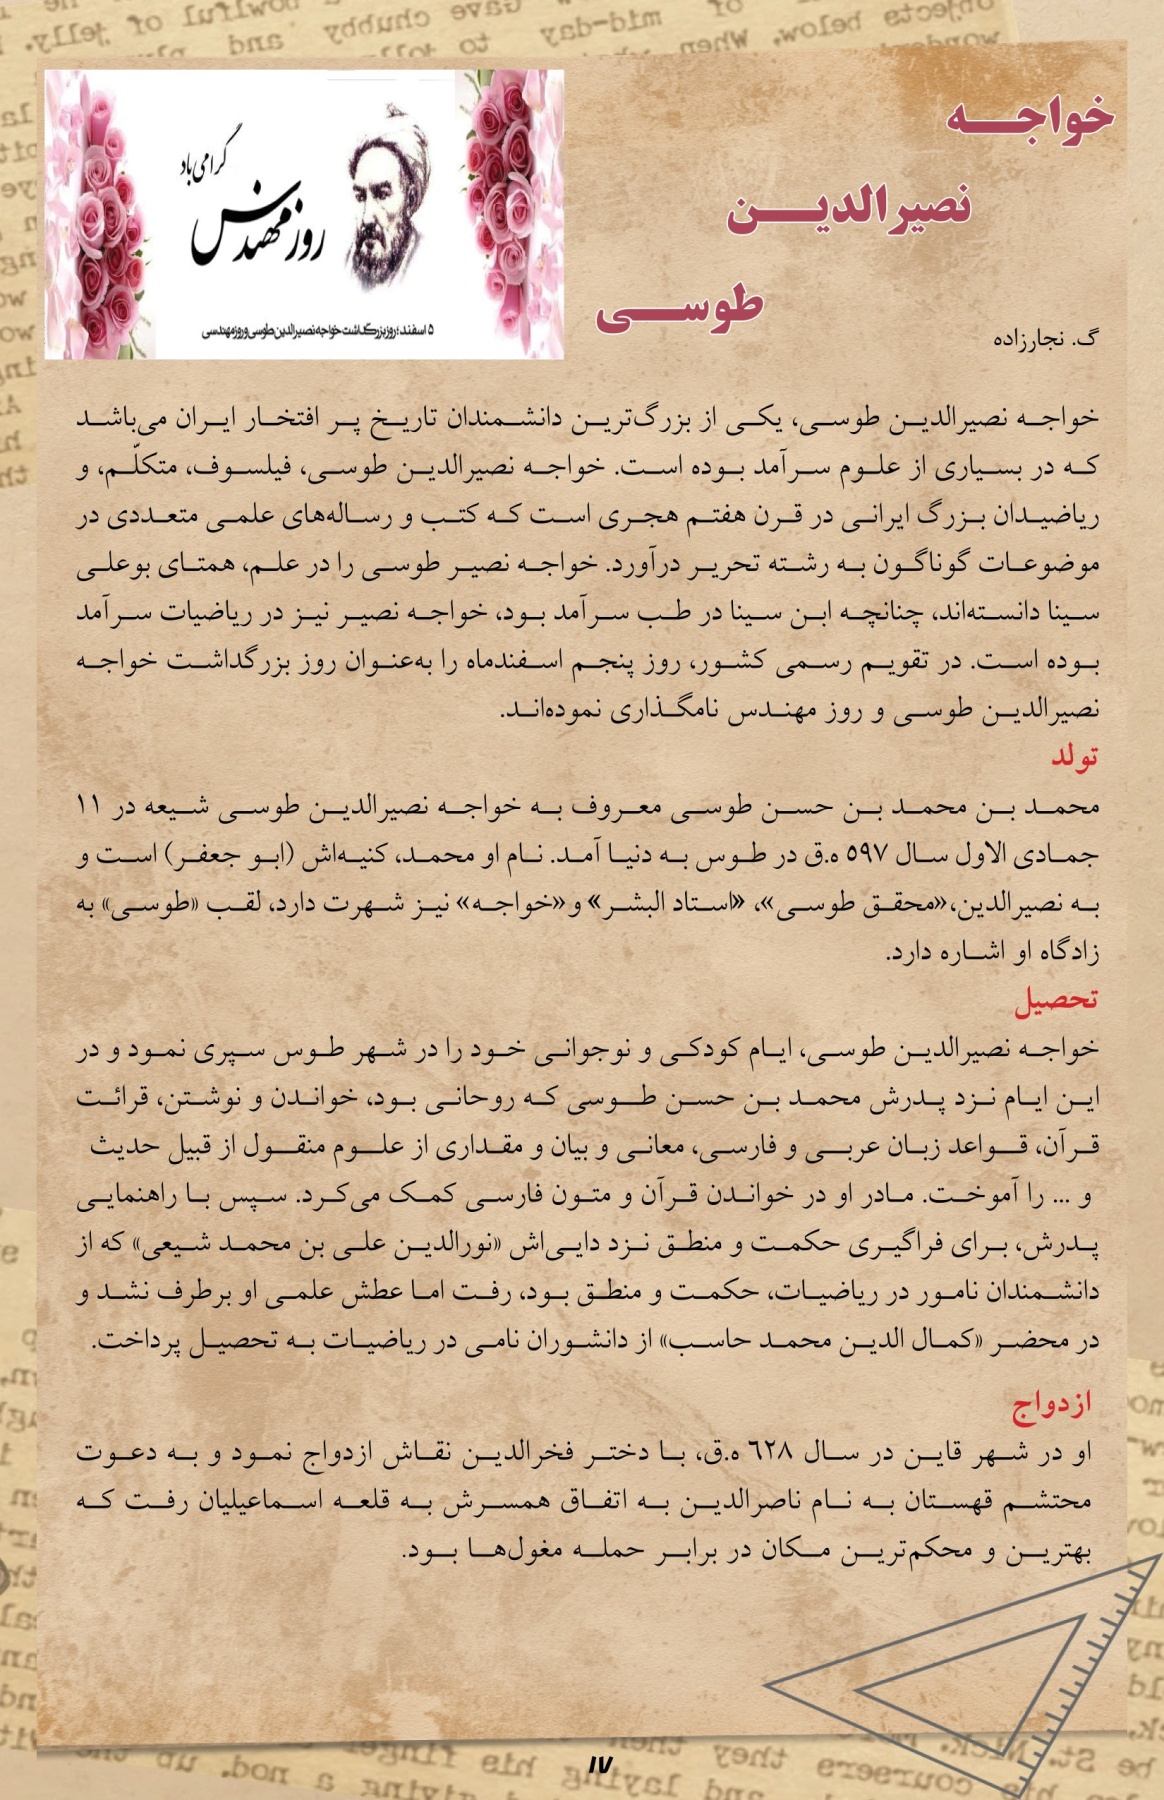 خواجه
نصیرالدین
طوسی
گرامی باد
روز مهندس
۵ اسفند؛ روز بزرگداشت خواجه نصیرالدین طوسی و روز مهندسی
گ. نجارزاده
خواجه نصیرالدین طوسی، یکی از بزرگ‌ترین دانشمندان تاریخ پر افتخار ایران می‌باشد
که در بسیاری از علوم سرآمد بوده است. خواجه نصیرالدین طوسی، فیلسوف، متکلّم، و
ریاضیدان بزرگ ایرانی در قرن هفتم هجری است که کتب و رساله‌های علمی متعددی در
موضوعات گوناگون به رشته تحریر درآورد. خواجه نصیر طوسی را در علم، همتای بوعلی
سینا دانسته‌اند، چنانچه ابن سینا در طب سرآمد بود، خواجه نصیر نیز در ریاضیات سرآمد
بوده است. در تقویم رسمی کشور، روز پنجم اسفندماه را به‌عنوان روز بزرگداشت خواجه
نصیرالدین طوسی و روز مهندس نامگذاری نموده‌اند.
تولد
محمد بن محمد بن حسن طوسی معروف به خواجه نصیرالدین طوسی شیعه در ۱۱
جمادی الاول سال ۵۹۷ ه.ق در طوس به دنیا آمد. نام او محمد، کنیه‌اش (ابو جعفر) است و
به نصیرالدین،«محقق طوسی»، «استاد البشر» و«خواجه» نیز شهرت دارد، لقب «طوسی» به
زادگاه او اشاره دارد.
تحصیل
خواجه نصیرالدین طوسی، ایام کودکی و نوجوانی خود را در شهر طوس سپری نمود و در
این ایام نزد پدرش محمد بن حسن طوسی که روحانی بود، خواندن و نوشتن، قرائت
قرآن، قواعد زبان عربی و فارسی، معانی و بیان و مقداری از علوم منقول از قبیل حدیث
و ... را آموخت. مادر او در خواندن قرآن و متون فارسی کمک می‌کرد. سپس با راهنمایی
پدرش، برای فراگیری حکمت و منطق نزد دایی‌اش «نورالدین علی بن محمد شیعی» که از
دانشمندان نامور در ریاضیات، حکمت و منطق بود، رفت اما عطش علمی او برطرف نشد و
در محضر «کمال الدین محمد حاسب» از دانشوران نامی در ریاضیات به تحصیل پرداخت.
ازدواج
او در شهر قاین در سال ۶۲۸ ه.ق، با دختر فخرالدین نقاش ازدواج نمود و به دعوت
محتشم قهستان به نام ناصرالدین به اتفاق همسرش به قلعه اسماعیلیان رفت که
بهترین و محکم‌ترین مکان در برابر حمله مغول‌ها بود.
۱۷